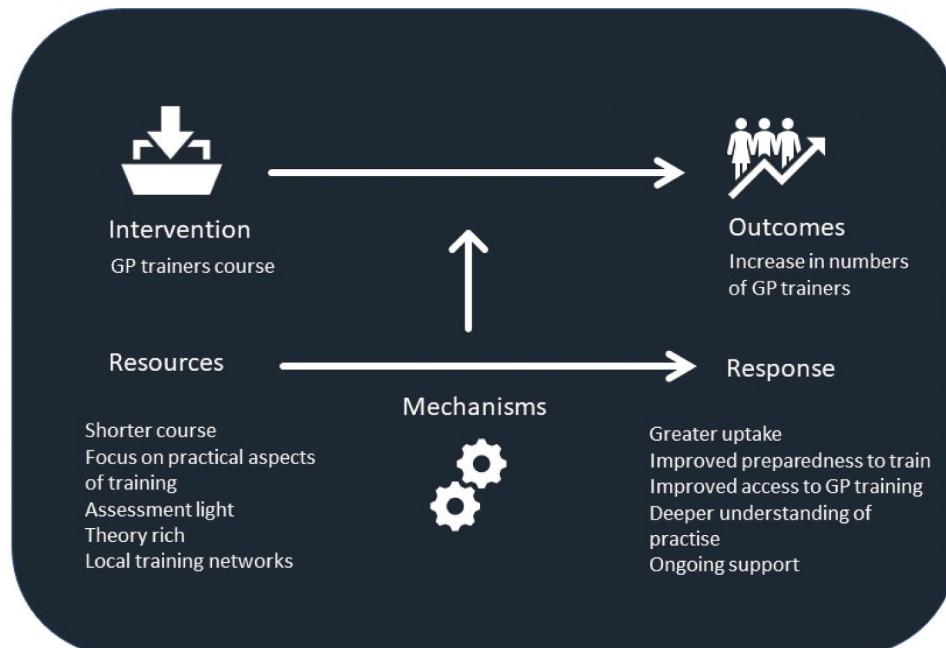 Intervention
GP trainers course
Outcomes
Increase in numbers
of GP trainers
Resources
Mechanisms
Response
Shorter course
Focus on practical aspects
of training
Assessment light
Theory rich
Local training networks
Greater uptake
Improved preparedness to train
Improved access to GP training
Deeper understanding of
practise
Ongoing support